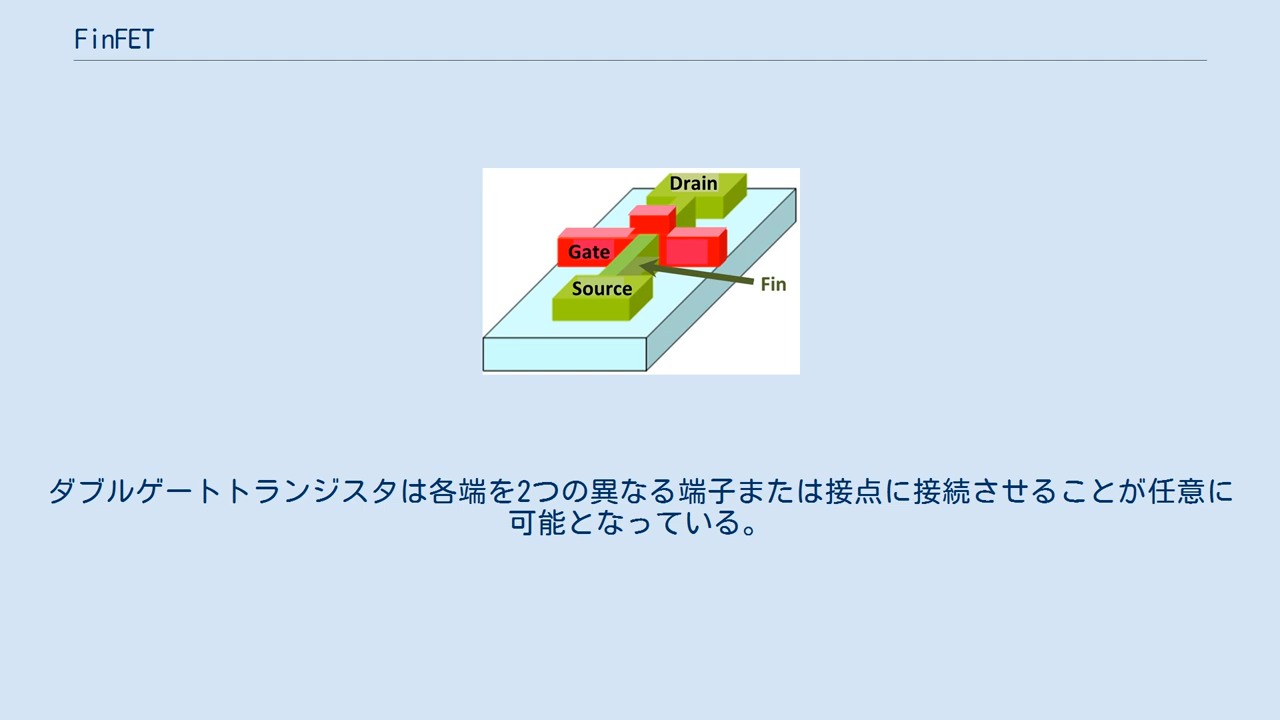 FinFET
Drain
Gate
Source
Fin
ダブルゲートトランジスタは各端を2つの異なる端子または接点に接続させることが任意に
可能となっている。